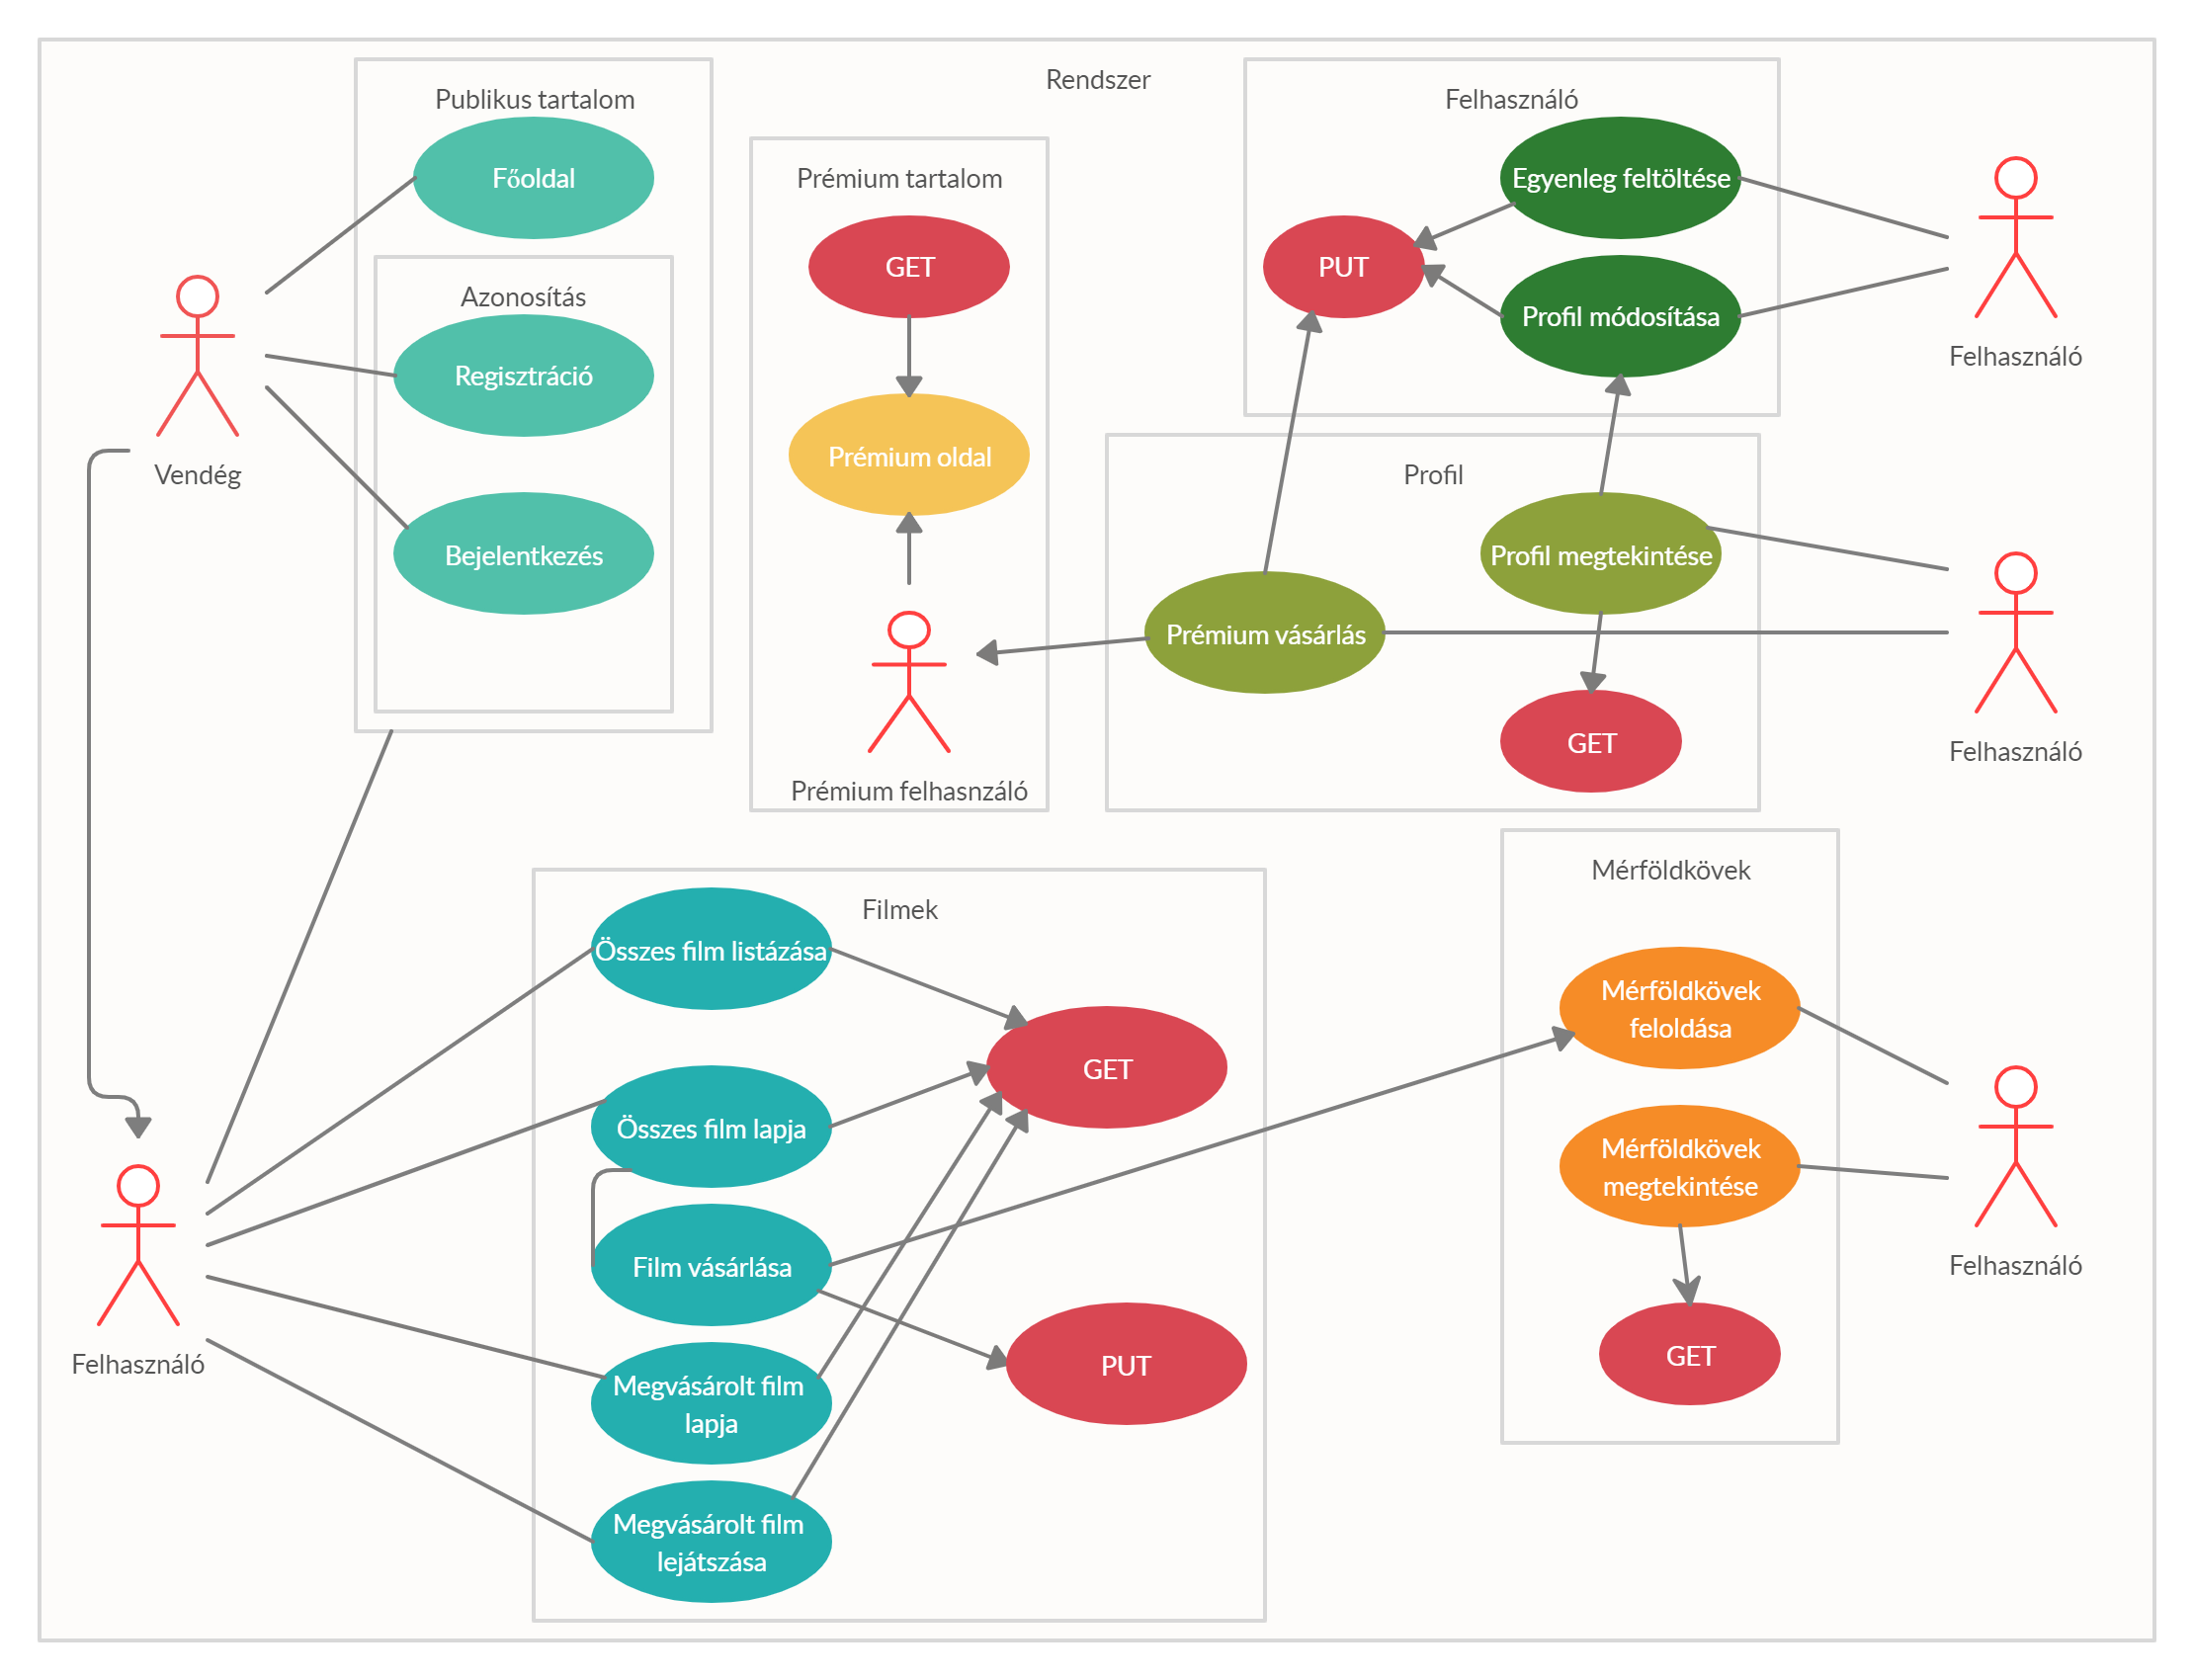 Rendszer
Publikus tartalom
Főoldal
Azonosítás
Regisztráció
Bejelentkezés
Vendég
Prémium tartalom
GET
Prémium oldal
Prémium felhasnzáló
Felhasználó
Egyenleg feltöltése
PUT
Profil módosítása
Felhasználó
Profil
Profil megtekintése
Prémium vásárlás
GET
Felhasználó
Filmek
Összes film listázása
GET
Összes film lapja
Film vásárlása
PUT
Megvásárolt film
lapja
Megvásárolt film
lejátszása
Felhasználó
Mérföldkövek
Mérföldkövek
feloldása
Mérföldkövek
megtekintése
GET
Felhasználó